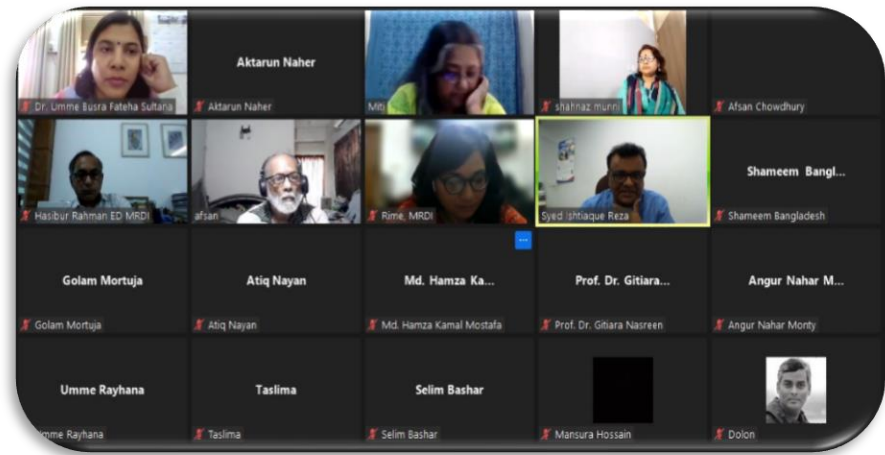 Dr. Umme Busra Fateha Sultana
Aktarun Naher
Aktarun Naher
Miti
shahnaz munni
Afsan Chowdhury
Hasibur Rahman ED MRDI
afsan
Rime, MRDI
Syed Ishtiaque Reza
Shameem Bangl...
Shameem Bangladesh
Golam Mortuja
Golam Mortuja
Atiq Nayan
Atiq Nayan
Md. Hamza Ka...
Md. Hamza Kamal Mostafa
Prof. Dr. Gitiara...
Prof. Dr. Gitiara Nasreen
Angur Nahar M...
Angur Nahar Monty
Umme Rayhana
Umme Rayhana
Taslima
Taslima
Selim Bashar
Selim Bashar
Mansura Hossain
Dolon